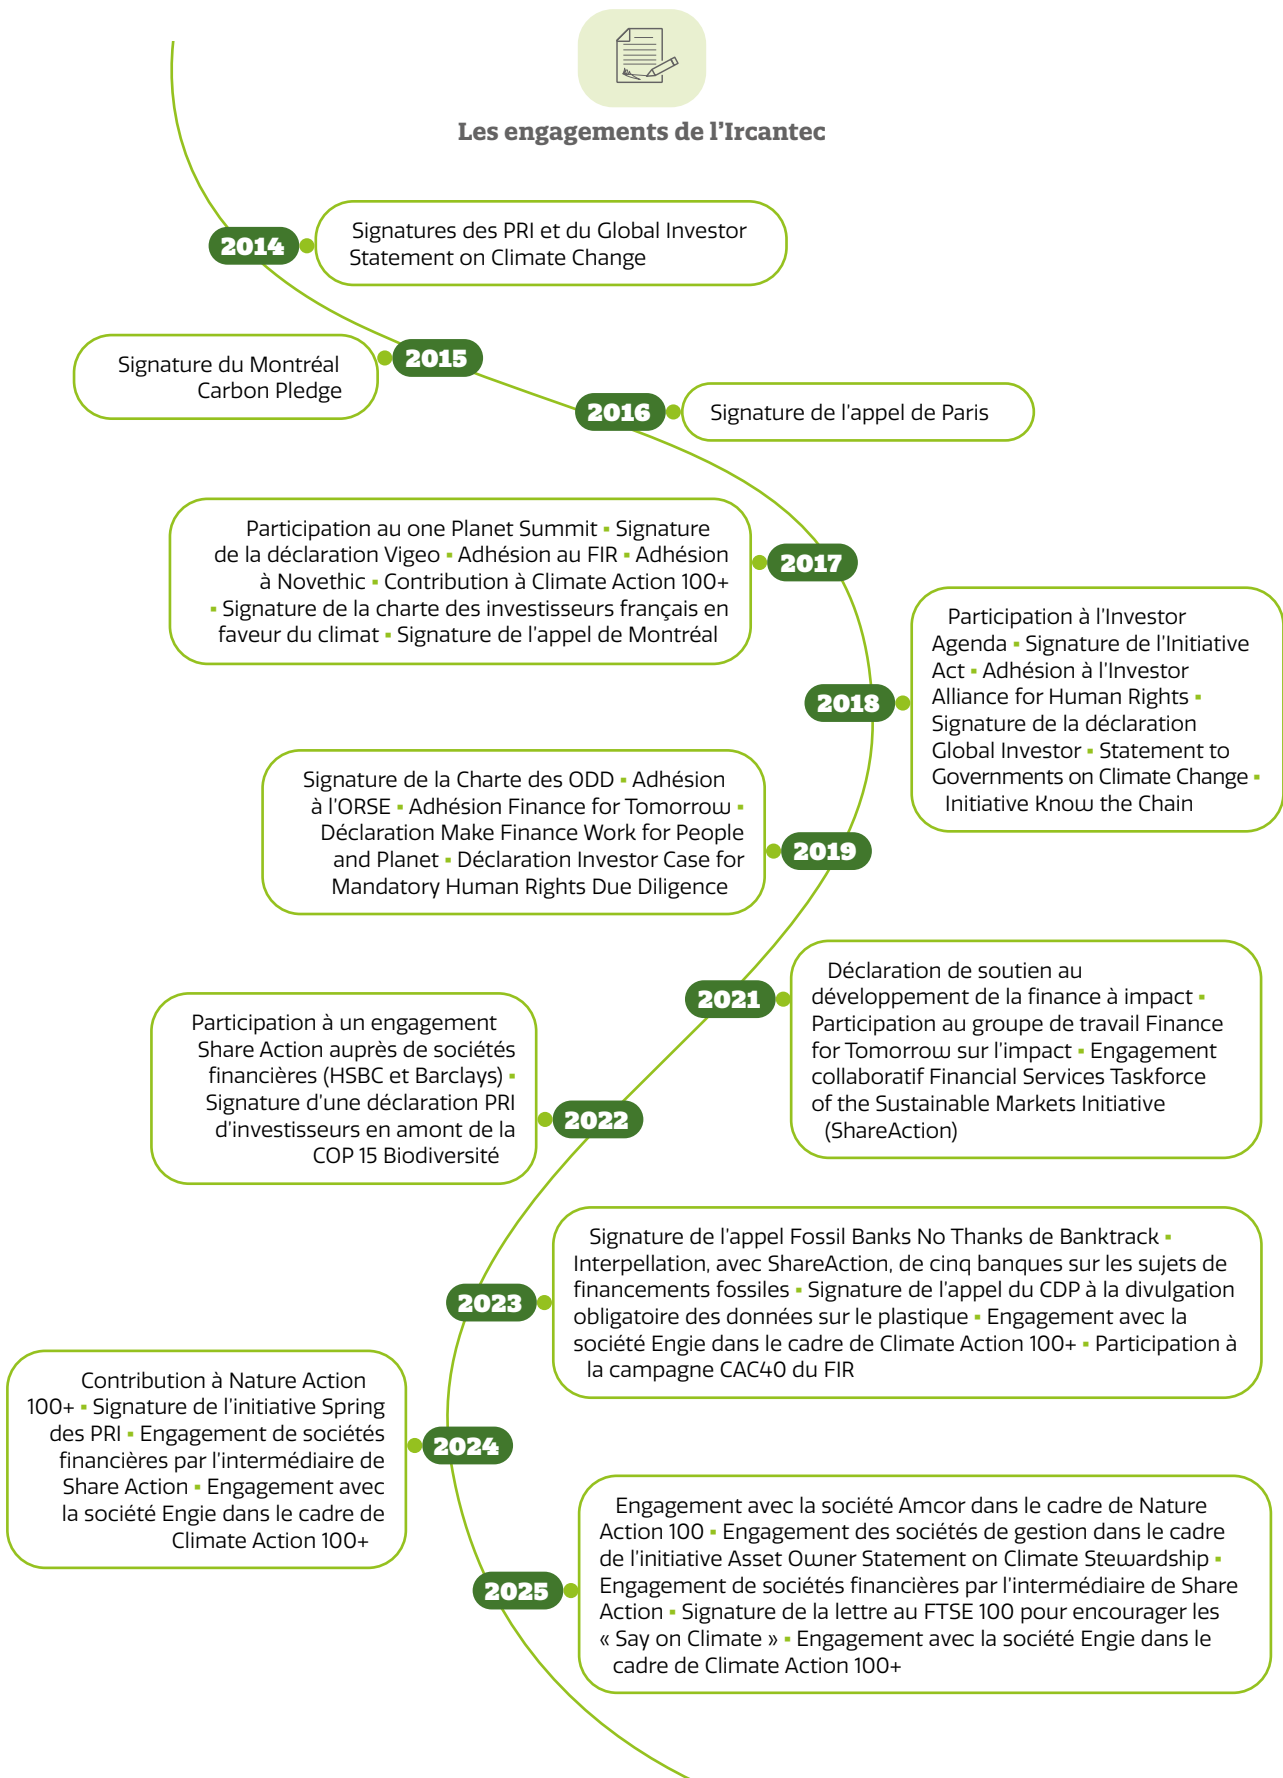 Les engagements de l'Ircantec
2014
Signatures des PRI et du Global Investor
Statement on Climate Change
2015
Signature du Montréal
Carbon Pledge
2016
Signature de l'appel de Paris
2017
Participation au one Planet Summit ▪ Signature
de la déclaration Vigeo ▪ Adhésion au FIR ▪ Adhésion
à Novethic ▪ Contribution à Climate Action 100+
▪ Signature de la charte des investisseurs français en
faveur du climat ▪ Signature de l'appel de Montréal
2018
Participation à l'Investor
Agenda ▪ Signature de l'Initiative
Act ▪ Adhésion à l'Investor
Alliance for Human Rights ▪
Signature de la déclaration
Global Investor ▪ Statement to
Governments on Climate Change ▪
Initiative Know the Chain
2019
Signature de la Charte des ODD ▪ Adhésion
à l'ORSE ▪ Adhésion Finance for Tomorrow ▪
Déclaration Make Finance Work for People
and Planet ▪ Déclaration Investor Case for
Mandatory Human Rights Due Diligence
2021
Déclaration de soutien au
développement de la finance à impact ▪
Participation au groupe de travail Finance
for Tomorrow sur l'impact ▪ Engagement
collaboratif Financial Services Taskforce
of the Sustainable Markets Initiative
(ShareAction)
2022
Participation à un engagement
Share Action auprès de sociétés
financières (HSBC et Barclays) ▪
Signature d'une déclaration PRI
d'investisseurs en amont de la
COP 15 Biodiversité
2023
Signature de l'appel Fossil Banks No Thanks de Banktrack ▪
Interpellation, avec ShareAction, de cinq banques sur les sujets de
financements fossiles ▪ Signature de l'appel du CDP à la divulgation
obligatoire des données sur le plastique ▪ Engagement avec la
société Engie dans le cadre de Climate Action 100+ ▪ Participation à
la campagne CAC40 du FIR
2024
Contribution à Nature Action
100+ ▪ Signature de l'initiative Spring
des PRI ▪ Engagement de sociétés
financières par l'intermédiaire de
Share Action ▪ Engagement avec
la société Engie dans le cadre de
Climate Action 100+
2025
Engagement avec la société Amcor dans le cadre de Nature
Action 100 ▪ Engagement des sociétés de gestion dans le cadre
de l'initiative Asset Owner Statement on Climate Stewardship ▪
Engagement de sociétés financières par l'intermédiaire de Share
Action ▪ Signature de la lettre au FTSE 100 pour encourager les
« Say on Climate » ▪ Engagement avec la société Engie dans le
cadre de Climate Action 100+